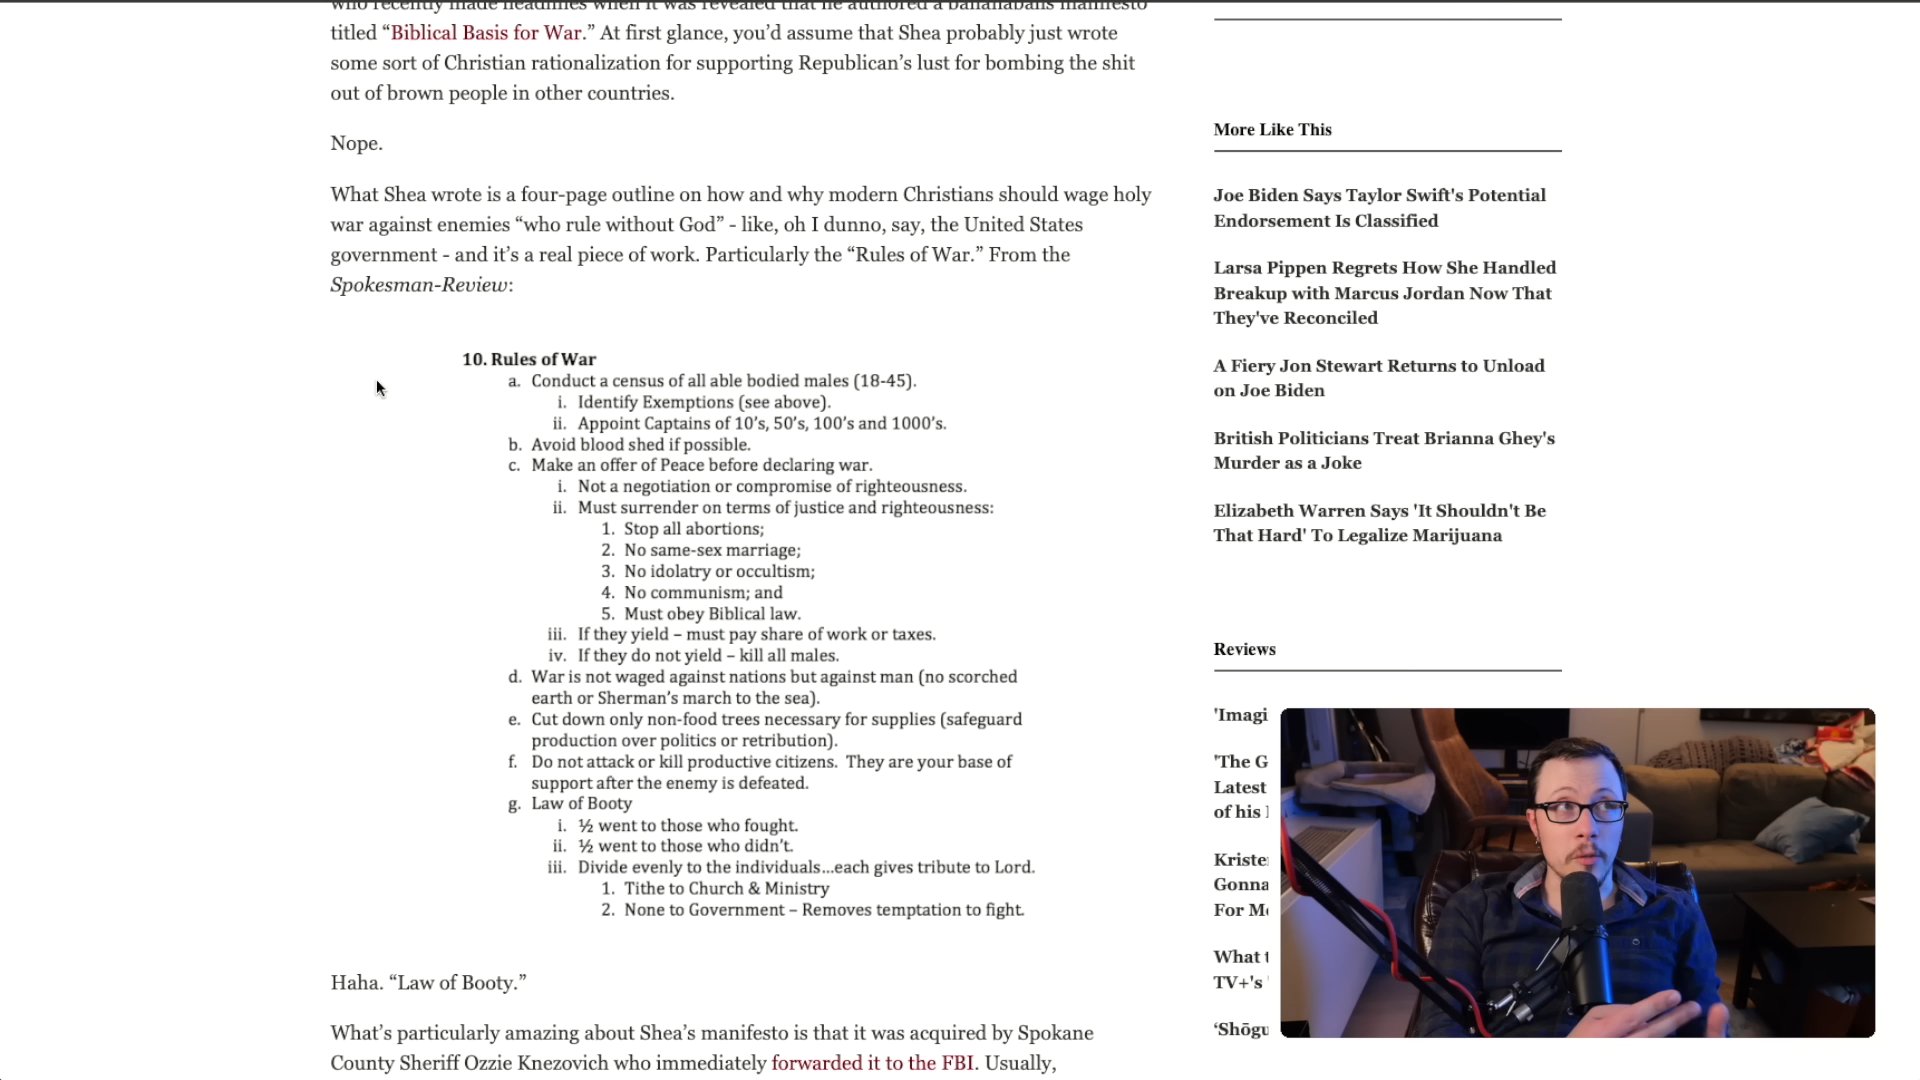 who recently made headlines when it was revealed that he authored a bananabans manifesto
titled “Biblical Basis for War.” At first glance, you’d assume that Shea probably just wrote
some sort of Christian rationalization for supporting Republican’s lust for bombing the shit
out of brown people in other countries.
Nope.
What Shea wrote is a four-page outline on how and why modern Christians should wage holy
war against enemies “who rule without God” - like, oh I dunno, say, the United States
government - and it’s a real piece of work. Particularly the “Rules of War.” From the
Spokesman-Review:
10. Rules of War
a. Conduct a census of all able bodied males (18-45).
i. Identify Exemptions (see above).
ii. Appoint Captains of 10’s, 50’s, 100’s and 1000’s.
b. Avoid blood shed if possible.
c. Make an offer of Peace before declaring war.
i. Not a negotiation or compromise of righteousness.
ii. Must surrender on terms of justice and righteousness:
1. Stop all abortions;
2. No same-sex marriage;
3. No idolatry or occultism;
4. No communism; and
5. Must obey Biblical law.
iii. If they yield – must pay share of work or taxes.
iv. If they do not yield – kill all males.
d. War is not waged against nations but against man (no scorched
earth or Sherman’s march to the sea).
e. Cut down only non-food trees necessary for supplies (safeguard
production over politics or retribution).
f. Do not attack or kill productive citizens. They are your base of
support after the enemy is defeated.
g. Law of Booty
i. ½ went to those who fought.
ii. ½ went to those who didn’t.
iii. Divide evenly to the individuals...each gives tribute to Lord.
1. Tithe to Church & Ministry
2. None to Government – Removes temptation to fight.
Haha. “Law of Booty.”
What’s particularly amazing about Shea’s manifesto is that it was acquired by Spokane
County Sheriff Ozzie Knezovich who immediately forwarded it to the FBI. Usually,
More Like This
Joe Biden Says Taylor Swift's Potential
Endorsement Is Classified
Larsa Pippen Regrets How She Handled
Breakup with Marcus Jordan Now That
They've Reconciled
A Fiery Jon Stewart Returns to Unload
on Joe Biden
British Politicians Treat Brianna Ghey's
Murder as a Joke
Elizabeth Warren Says 'It Shouldn't Be
That Hard' To Legalize Marijuana
Reviews
'Imagi
'The G
Latest
of his
Kriste
Gonna
For M
What
TV+'s
‘Shōgu